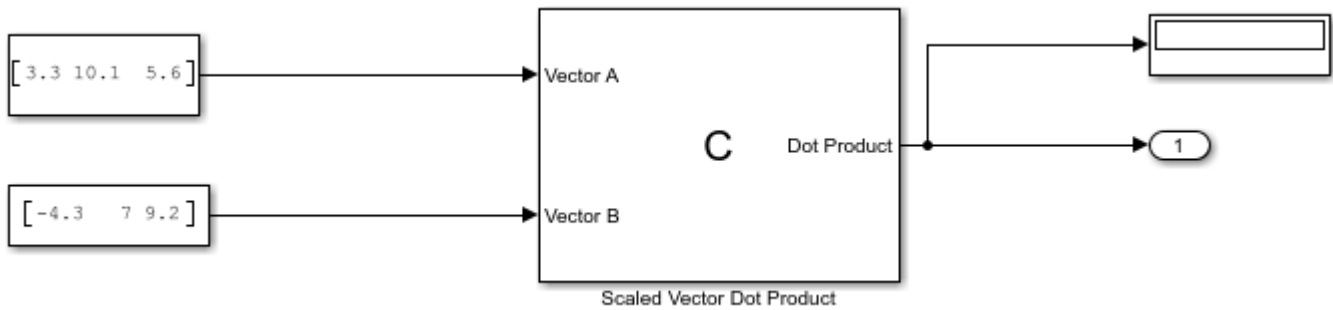 [3.3 10.1 5.6]
Vector A
C
Dot Product
1
[-4.3 7 9.2]
Vector B
Scaled Vector Dot Product